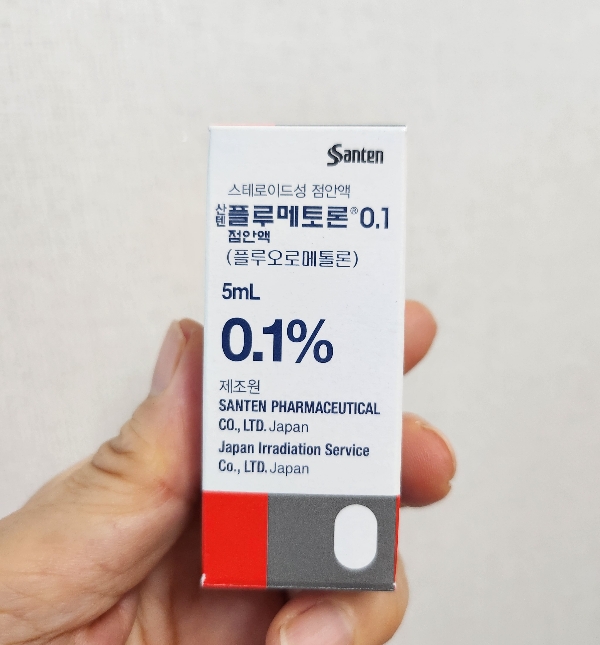 Santen
스테로이드성 점안액
산텐 플루메토론® 0.1
점안액
(플루오로메톨론)
5mL
0.1%
제조원
SANTEN PHARMACEUTICAL
CO., LTD. Japan
Japan Irradiation Service
Co., LTD. Japan